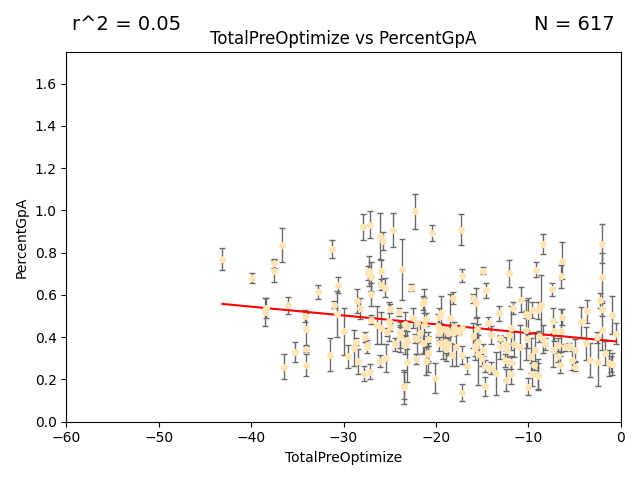 r^2 = 0.05
N = 617
TotalPreOptimize vs PercentGpA
1.6
1.4
1.2
1.0
0.8
0.6
0.4
0.2
0.0
PercentGpA
−60 −50 −40 −30 −20 −10 0
TotalPreOptimize